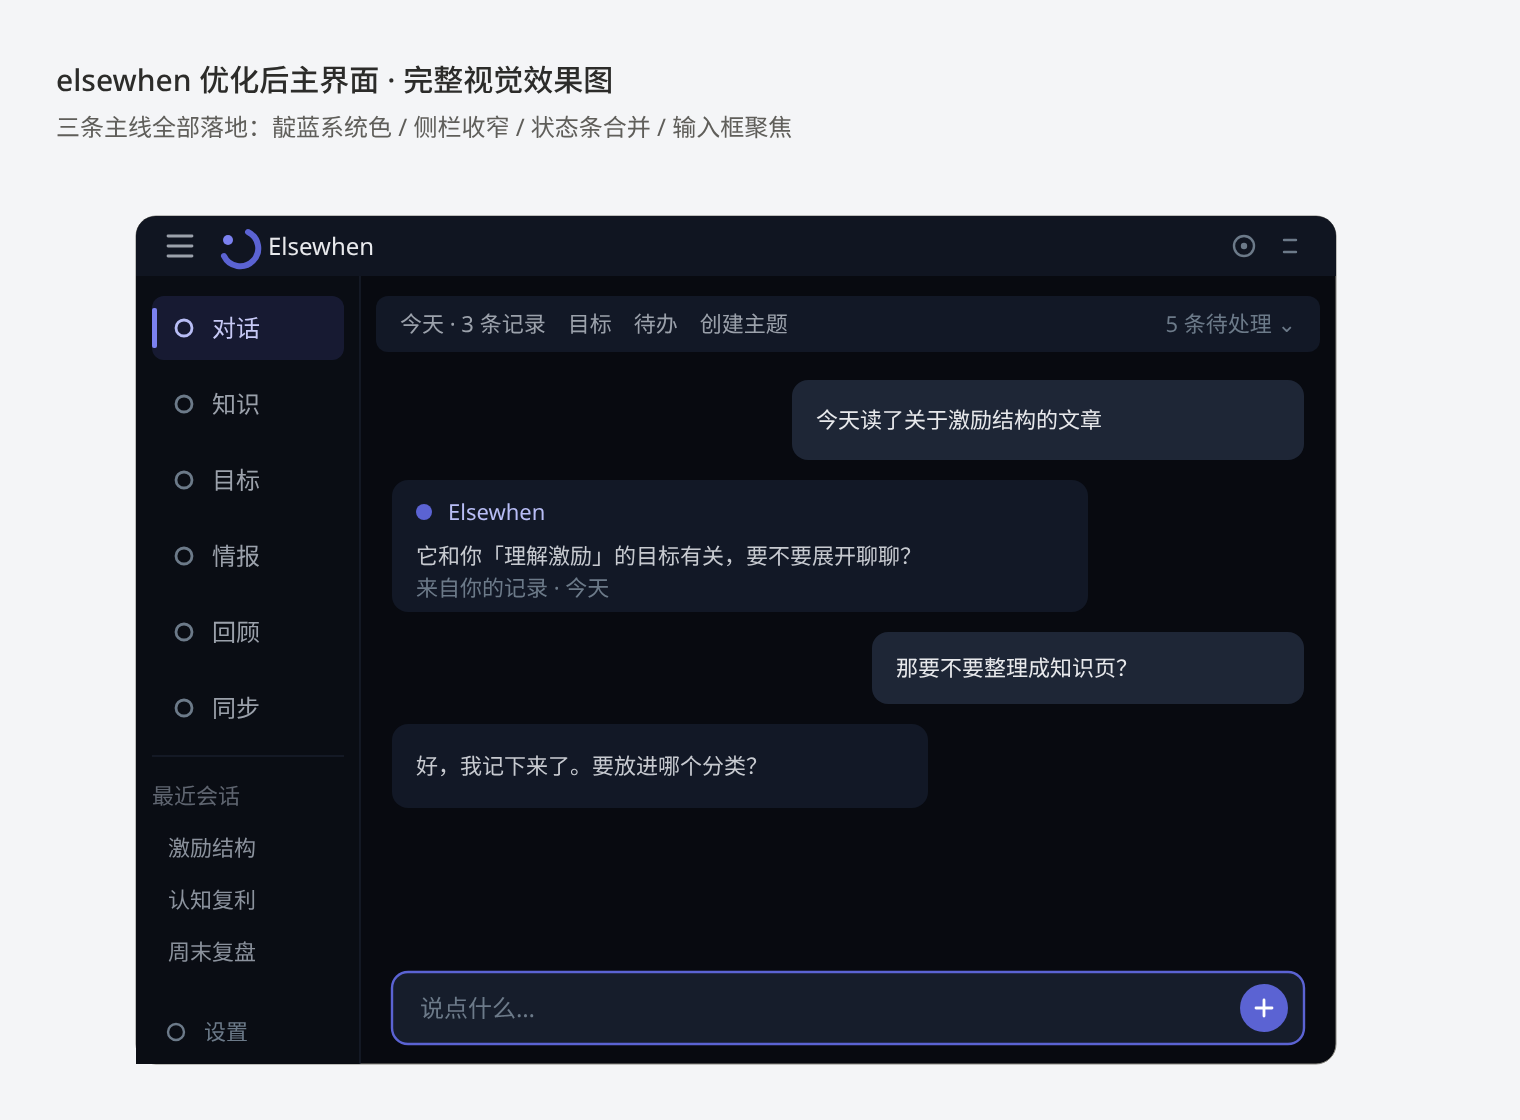 elsewhen 优化后主界面 · 完整视觉效果图
三条主线全部落地：靛蓝系统色 / 侧栏收窄 / 状态条合并 / 输入框聚焦
Elsewhen
对话
知识
目标
情报
回顾
同步
最近会话
激励结构
认知复利
周末复盘
设置
今天 · 3 条记录 目标 待办 创建主题 5 条待处理
今天读了关于激励结构的文章
Elsewhen
它和你「理解激励」的目标有关，要不要展开聊聊？
来自你的记录 · 今天
那要不要整理成知识页？
好，我记下来了。要放进哪个分类？
说点什么...